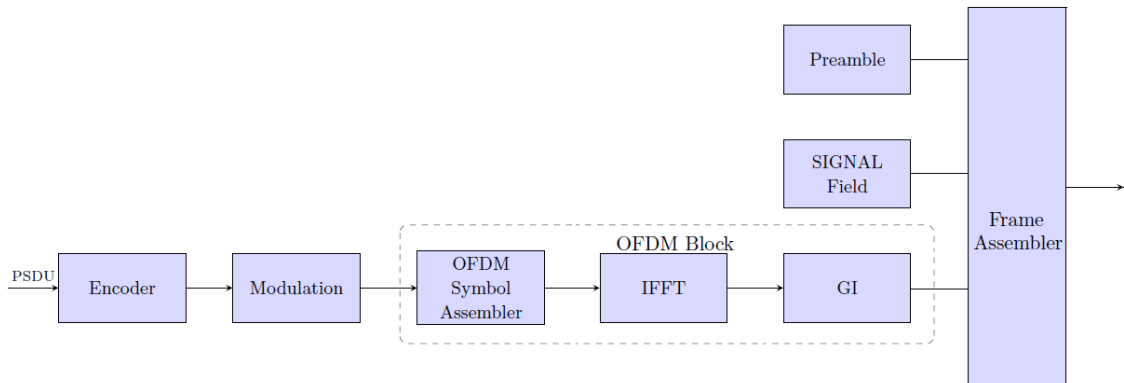 Preamble
SIGNAL
Field
Frame
Assembler
OFDM Block
PSDU
Encoder
Modulation
OFDM
Symbol
Assembler
IFFT
GI